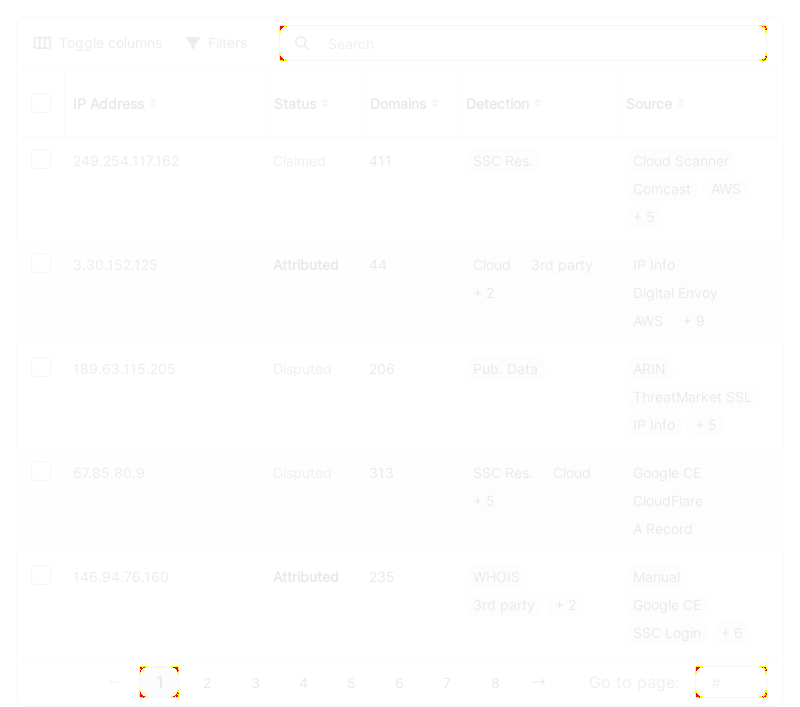 Toggle columns Filters Search
IP Address Status Domains Detection Source
249.254.117.162 Claimed 411 SSC Res. Cloud Scanner
Comcast AWS
+ 5
3.30.152.125 Attributed 44 Cloud 3rd party IP Info
+ 2 Digital Envoy
AWS + 9
189.63.115.205 Disputed 206 Pub. Data ARIN
ThreatMarket SSL
IP Info + 5
67.85.80.9 Disputed 313 SSC Res. Cloud Google CE
+ 5 CloudFlare
A Record
146.94.76.160 Attributed 235 WHOIS Manual
3rd party + 2 Google CE
SSC Login + 6
← 1 2 3 4 5 6 7 8 → Go to page: #